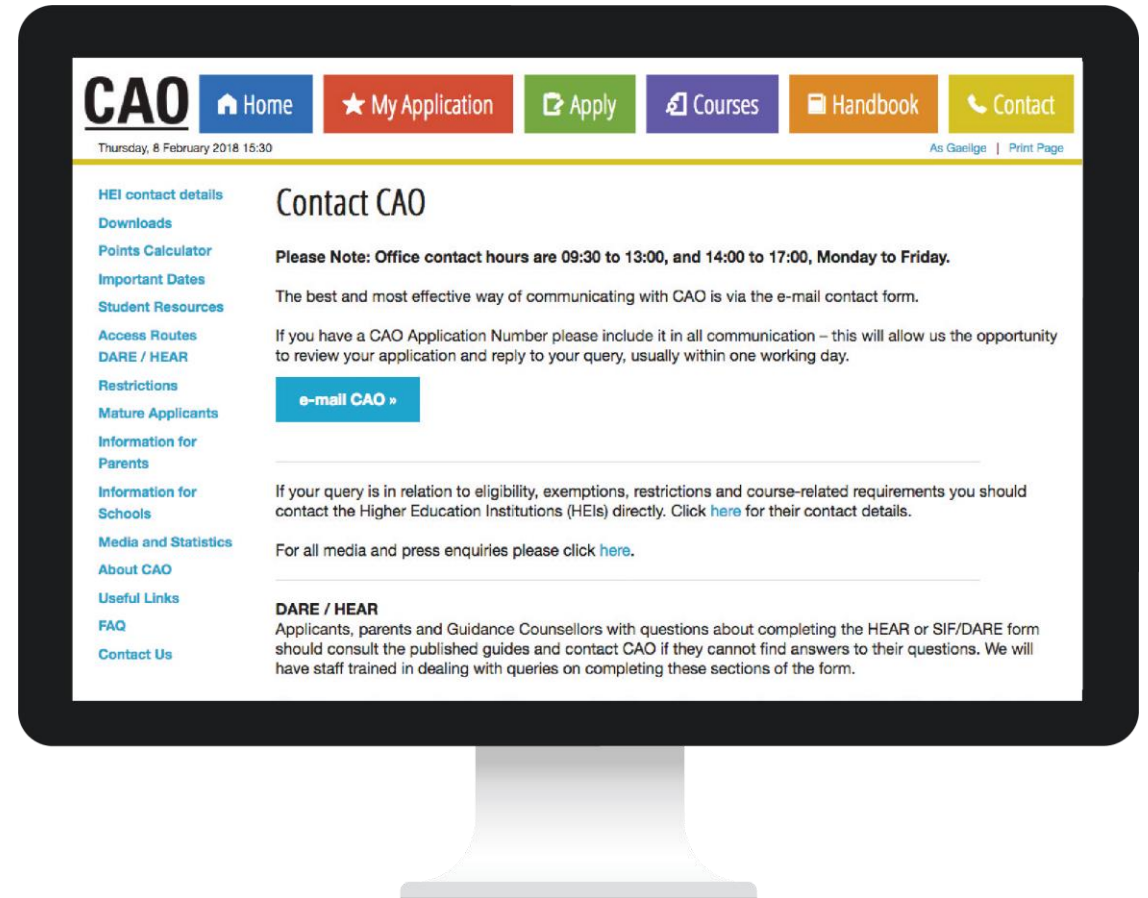 CAO Home My Application Apply Courses Handbook Contact
Thursday, 8 February 2018 15:30 As Gaeilge | Print Page
HEI contact details
Downloads
Points Calculator
Important Dates
Student Resources
Access Routes
DARE / HEAR
Restrictions
Mature Applicants
Information for
Parents
Information for
Schools
Media and Statistics
About CAO
Useful Links
FAQ
Contact Us
Contact CAO
Please Note: Office contact hours are 09:30 to 13:00, and 14:00 to 17:00, Monday to Friday.
The best and most effective way of communicating with CAO is via the e-mail contact form.
If you have a CAO Application Number please include it in all communication – this will allow us the opportunity
to review your application and reply to your query, usually within one working day.
e-mail CAO »
If your query is in relation to eligibility, exemptions, restrictions and course-related requirements you should
contact the Higher Education Institutions (HEIs) directly. Click here for their contact details.
For all media and press enquiries please click here.
DARE / HEAR
Applicants, parents and Guidance Counsellors with questions about completing the HEAR or SIF/DARE form
should consult the published guides and contact CAO if they cannot find answers to their questions. We will
have staff trained in dealing with queries on completing these sections of the form.